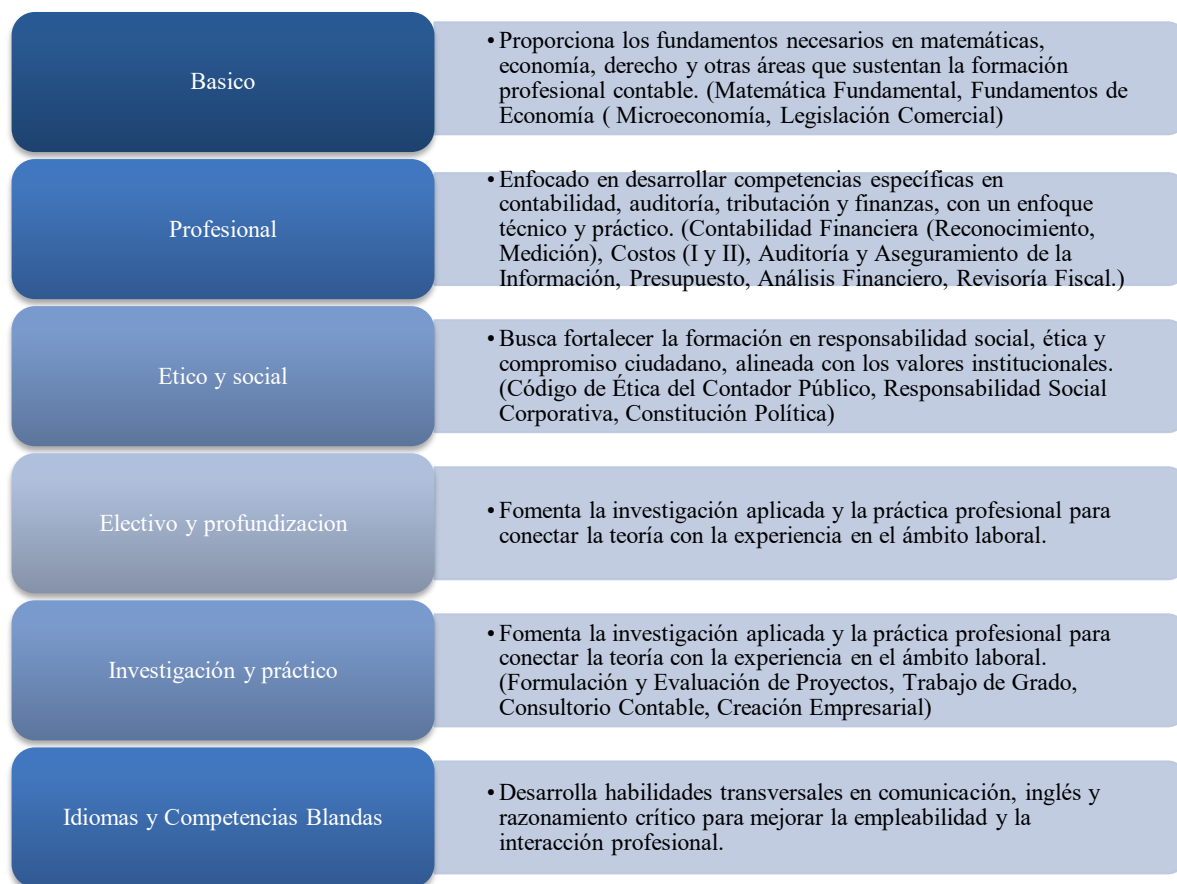 Basico
• Proporciona los fundamentos necesarios en matemáticas,
economía, derecho y otras áreas que sustentan la formación
profesional contable. (Matemática Fundamental, Fundamentos de
Economía ( Microeconomía, Legislación Comercial)
Profesional
• Enfocado en desarrollar competencias específicas en
contabilidad, auditoría, tributación y finanzas, con un enfoque
técnico y práctico. (Contabilidad Financiera (Reconocimiento,
Medición), Costos (I y II), Auditoría y Aseguramiento de la
Información, Presupuesto, Análisis Financiero, Revisoría Fiscal.)
Etico y social
• Busca fortalecer la formación en responsabilidad social, ética y
compromiso ciudadano, alineada con los valores institucionales.
(Código de Ética del Contador Público, Responsabilidad Social
Corporativa, Constitución Política)
Electivo y profundizacion
• Fomenta la investigación aplicada y la práctica profesional para
conectar la teoría con la experiencia en el ámbito laboral.
Investigación y práctico
• Fomenta la investigación aplicada y la práctica profesional para
conectar la teoría con la experiencia en el ámbito laboral.
(Formulación y Evaluación de Proyectos, Trabajo de Grado,
Consultorio Contable, Creación Empresarial)
Idiomas y Competencias Blandas
• Desarrolla habilidades transversales en comunicación, inglés y
razonamiento crítico para mejorar la empleabilidad y la
interacción profesional.